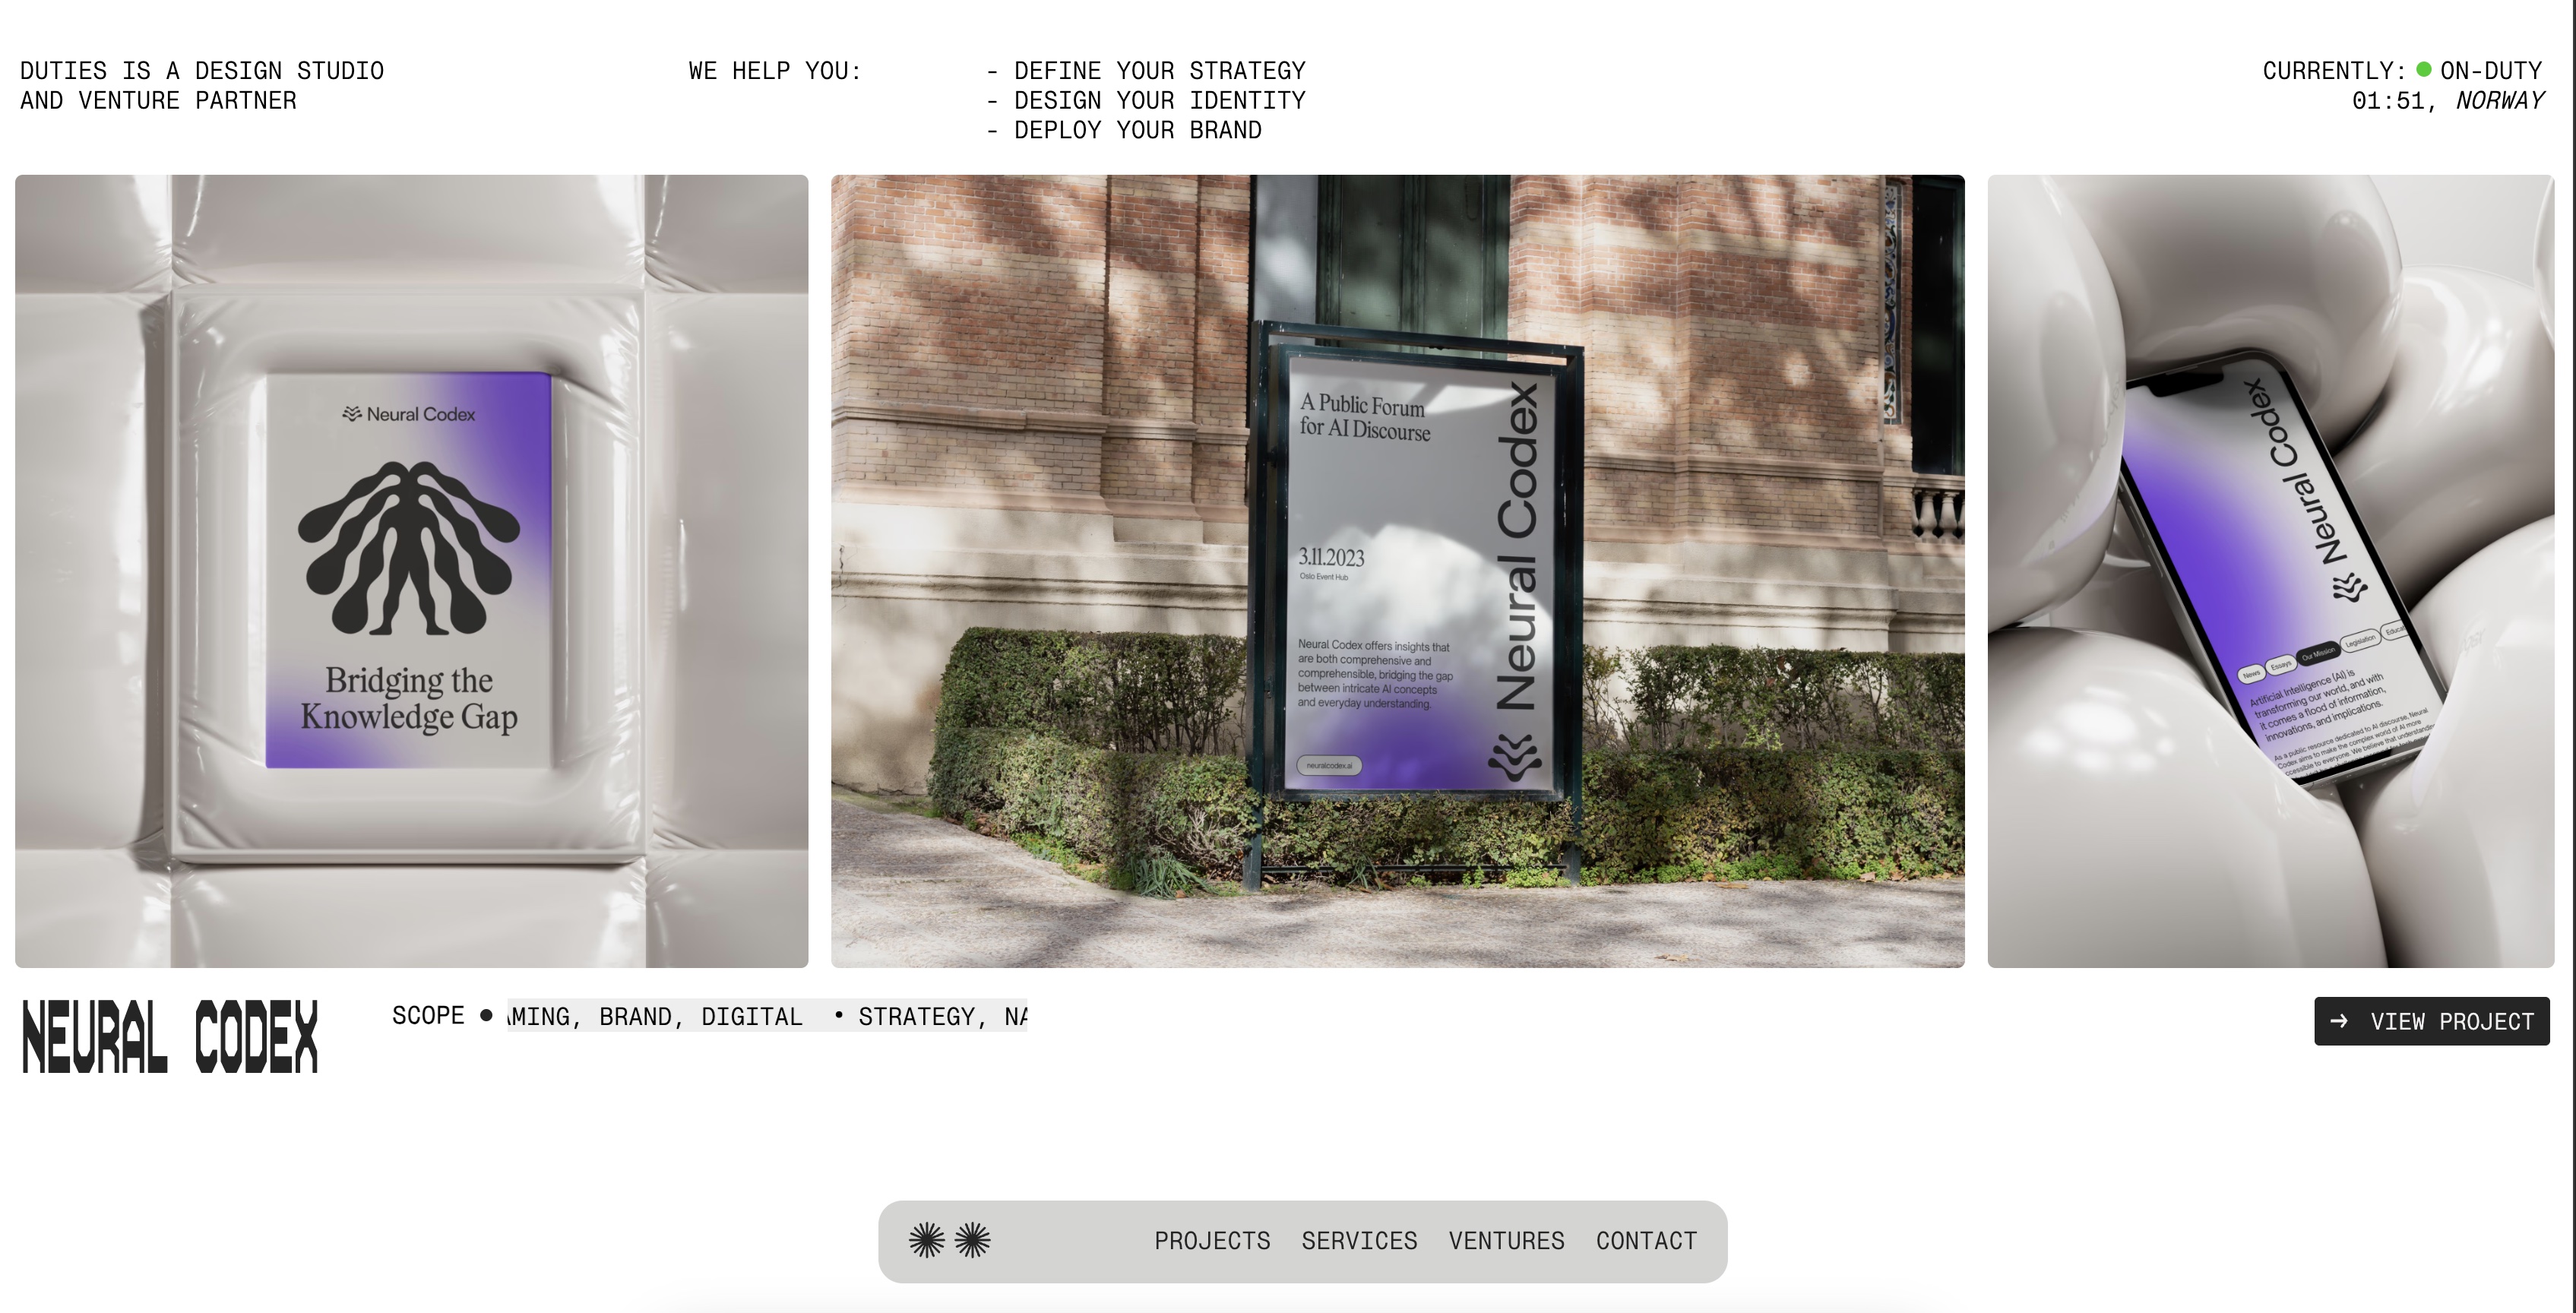 DUTIES IS A DESIGN STUDIO
AND VENTURE PARTNER
WE HELP YOU:
- DEFINE YOUR STRATEGY
- DESIGN YOUR IDENTITY
- DEPLOY YOUR BRAND
CURRENTLY: ON-DUTY
01:51, NORWAY
Neural Codex
Bridging the
Knowledge Gap
A Public Forum
for AI Discourse
3.11.2023
Oslo Event Hub
Neural Codex offers insights that
are both comprehensive and
comprehensible, bridging the gap
between intricate AI concepts
and everyday understanding.
neuralcodex.ai
Neural Codex
Neural Codex
News
Essays
Our Mission
Legislation
Artificial Intelligence (AI) is
transforming our world, and with
it comes a flood of information,
innovations, and implications.
As a public resource dedicated to AI discourse, Neural
Codex aims to make the complex world of AI more
accessible to everyone. We believe that
NEURAL CODEX
SCOPE • AMING, BRAND, DIGITAL • STRATEGY, NA
→ VIEW PROJECT
PROJECTS SERVICES VENTURES CONTACT